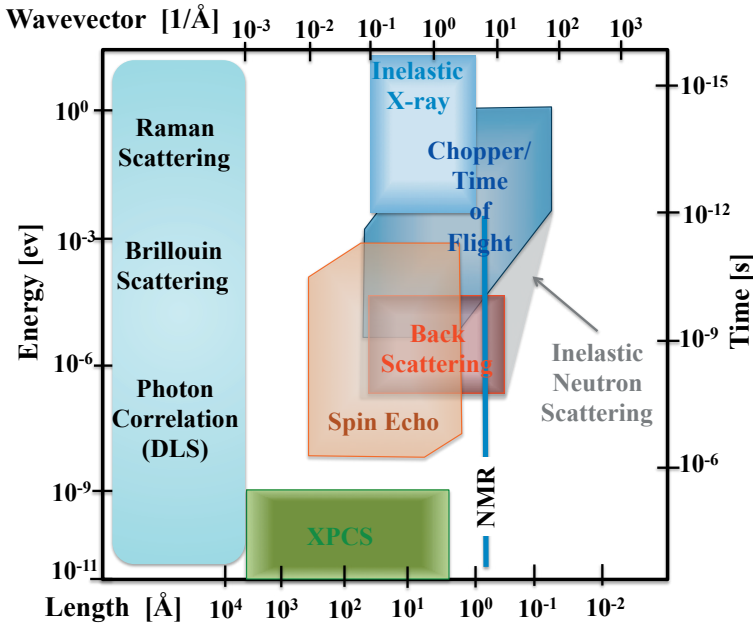 Wavevector [1/Å]
10⁻³ 10⁻² 10⁻¹ 10⁰ 10¹ 10² 10³
Inelastic
X-ray
10⁻¹⁵
10⁰
Raman
Scattering
Chopper/
Time
of
Flight
10⁻¹²
10⁻³
Brillouin
Scattering
Energy [ev]
Time [s]
10⁻⁹
Back
Scattering
Inelastic
Neutron
Scattering
10⁻⁶
Photon
Correlation
(DLS)
Spin Echo
10⁻⁶
10⁻⁹
NMR
XPCS
10⁻¹¹
Length [Å]
10⁴ 10³ 10² 10¹ 10⁰ 10⁻¹ 10⁻²